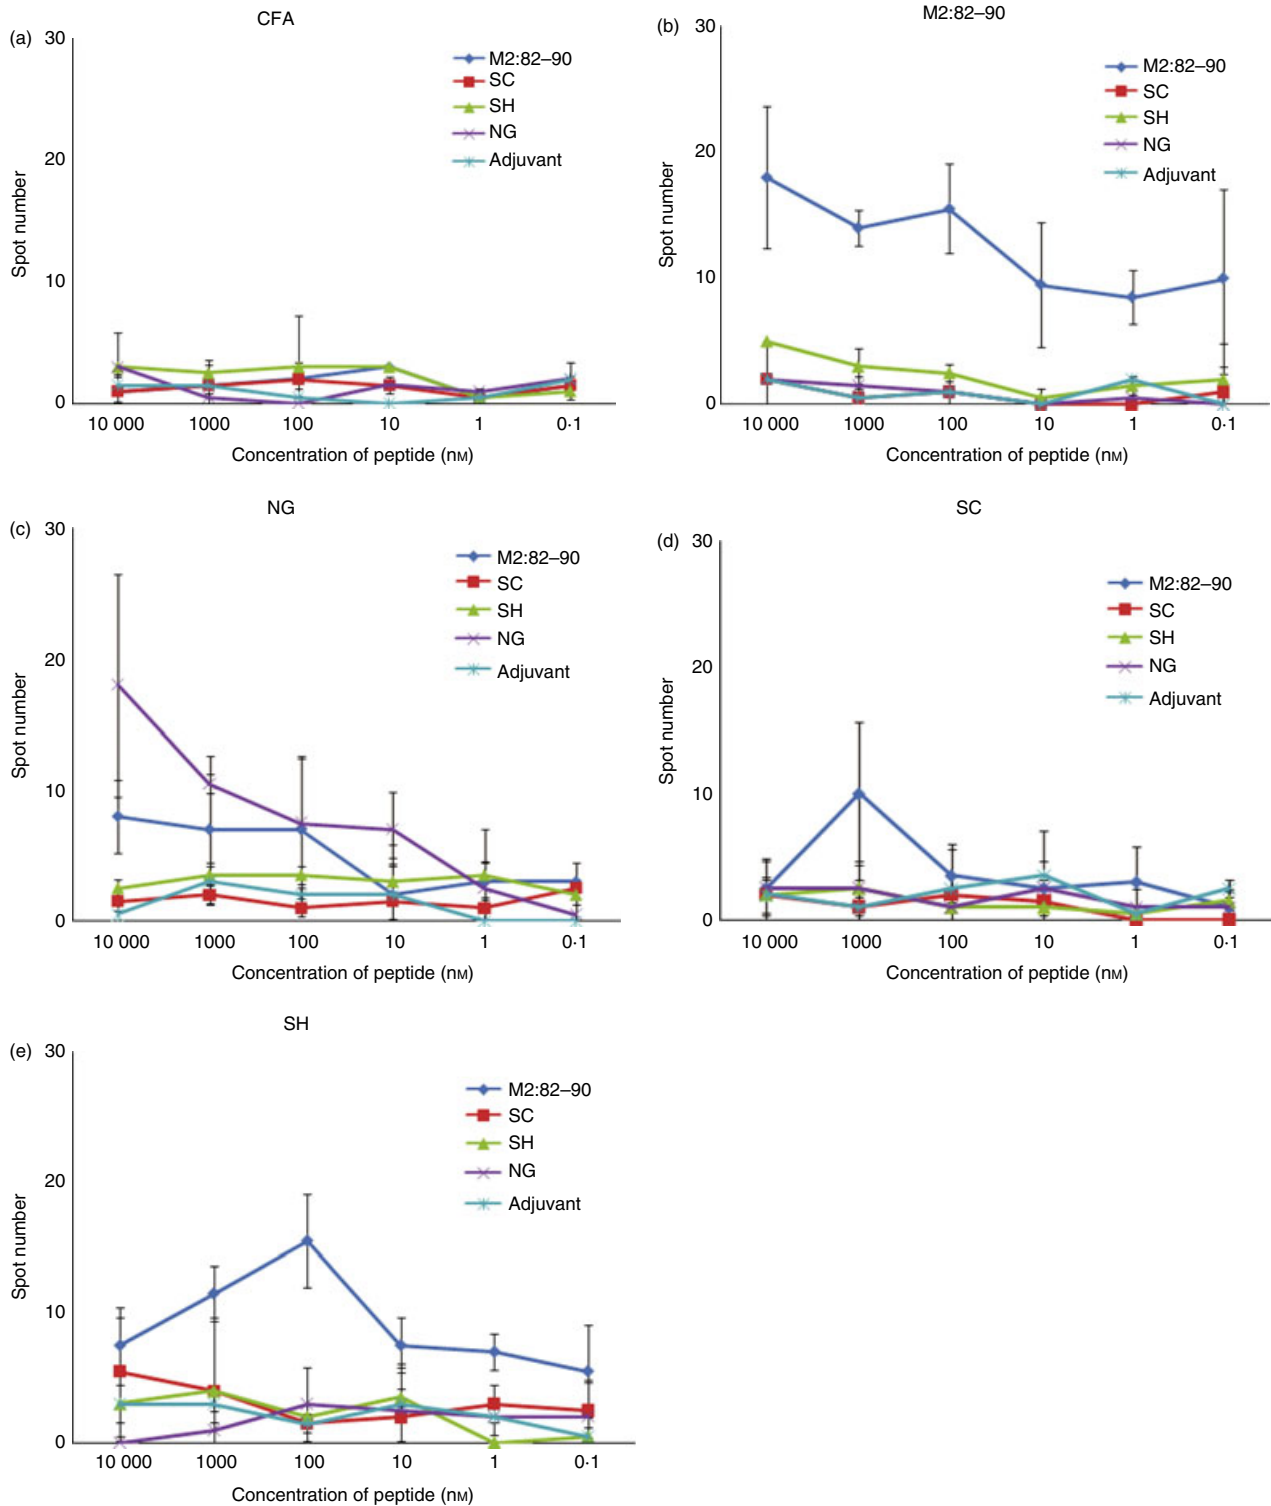 CFA
(a)
30
20
10
0
Spot number
M2:82–90
SC
SH
NG
Adjuvant
10 000 1000 100 10 1 0·1
Concentration of peptide (nM)
M2:82–90
(b)
30
20
10
0
Spot number
M2:82–90
SC
SH
NG
Adjuvant
10 000 1000 100 10 1 0·1
Concentration of peptide (nM)
NG
(c)
30
20
10
0
Spot number
M2:82–90
SC
SH
NG
Adjuvant
10 000 1000 100 10 1 0·1
Concentration of peptide (nM)
SC
(d)
30
20
10
0
Spot number
M2:82–90
SC
SH
NG
Adjuvant
10 000 1000 100 10 1 0·1
Concentration of peptide (nM)
SH
(e)
30
20
10
0
Spot number
M2:82–90
SC
SH
NG
Adjuvant
10 000 1000 100 10 1 0·1
Concentration of peptide (nM)